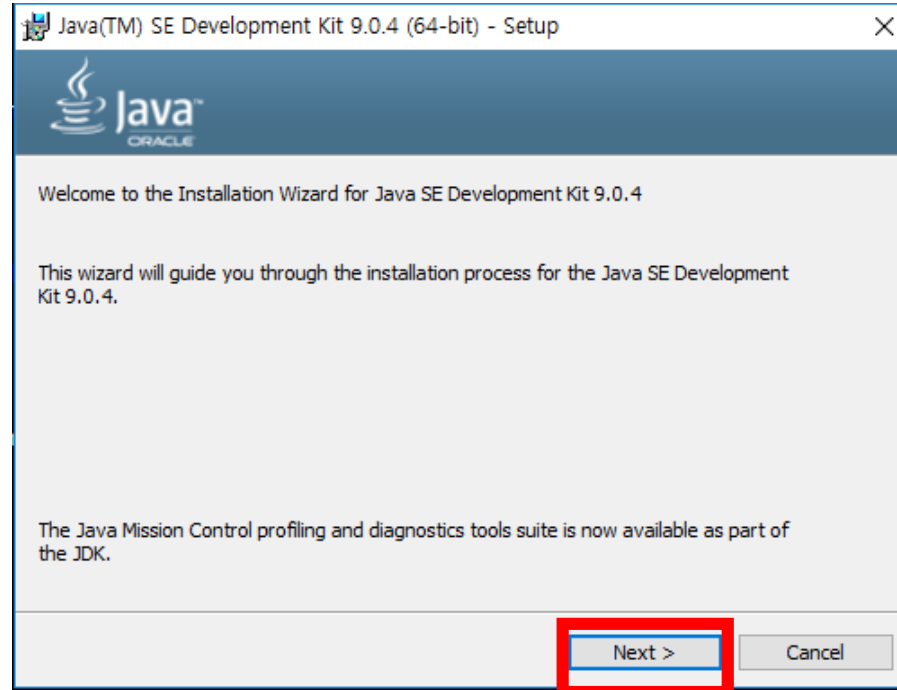 Java(TM) SE Development Kit 9.0.4 (64-bit) - Setup
Java™
ORACLE
Welcome to the Installation Wizard for Java SE Development Kit 9.0.4
This wizard will guide you through the installation process for the Java SE Development
Kit 9.0.4.
The Java Mission Control profiling and diagnostics tools suite is now available as part of
the JDK.
Next >
Cancel